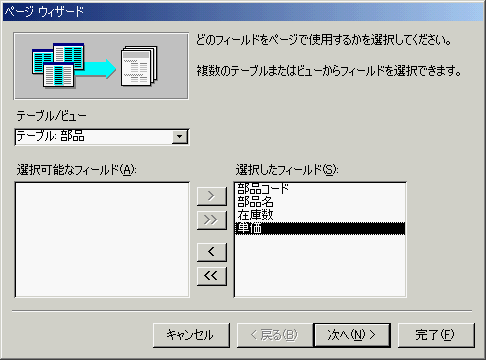 ページ ウィザード
どのフィールドをページで使用するかを選択してください。
複数のテーブルまたはビューからフィールドを選択できます。
テーブル/ビュー
テーブル: 部品
選択可能なフィールド(A):
選択したフィールド(S):
部品コード
部品名
在庫数
単価
>
>>
<
<<
キャンセル
< 戻る(B)
次へ(N) >
完了(F)